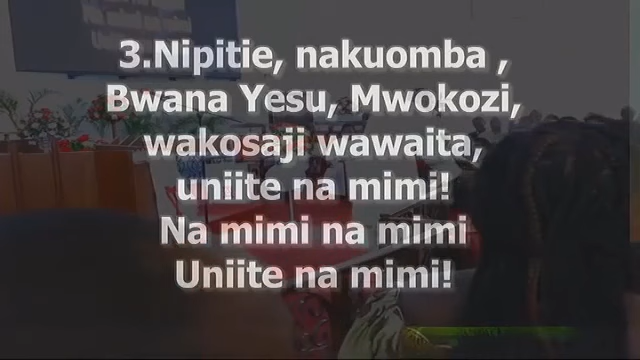 3.Nipitie, nakuomba ,
Bwana Yesu, Mwokozi,
wakosaji wawaita,
uniite na mimi!
Na mimi na mimi
Uniite na mimi!